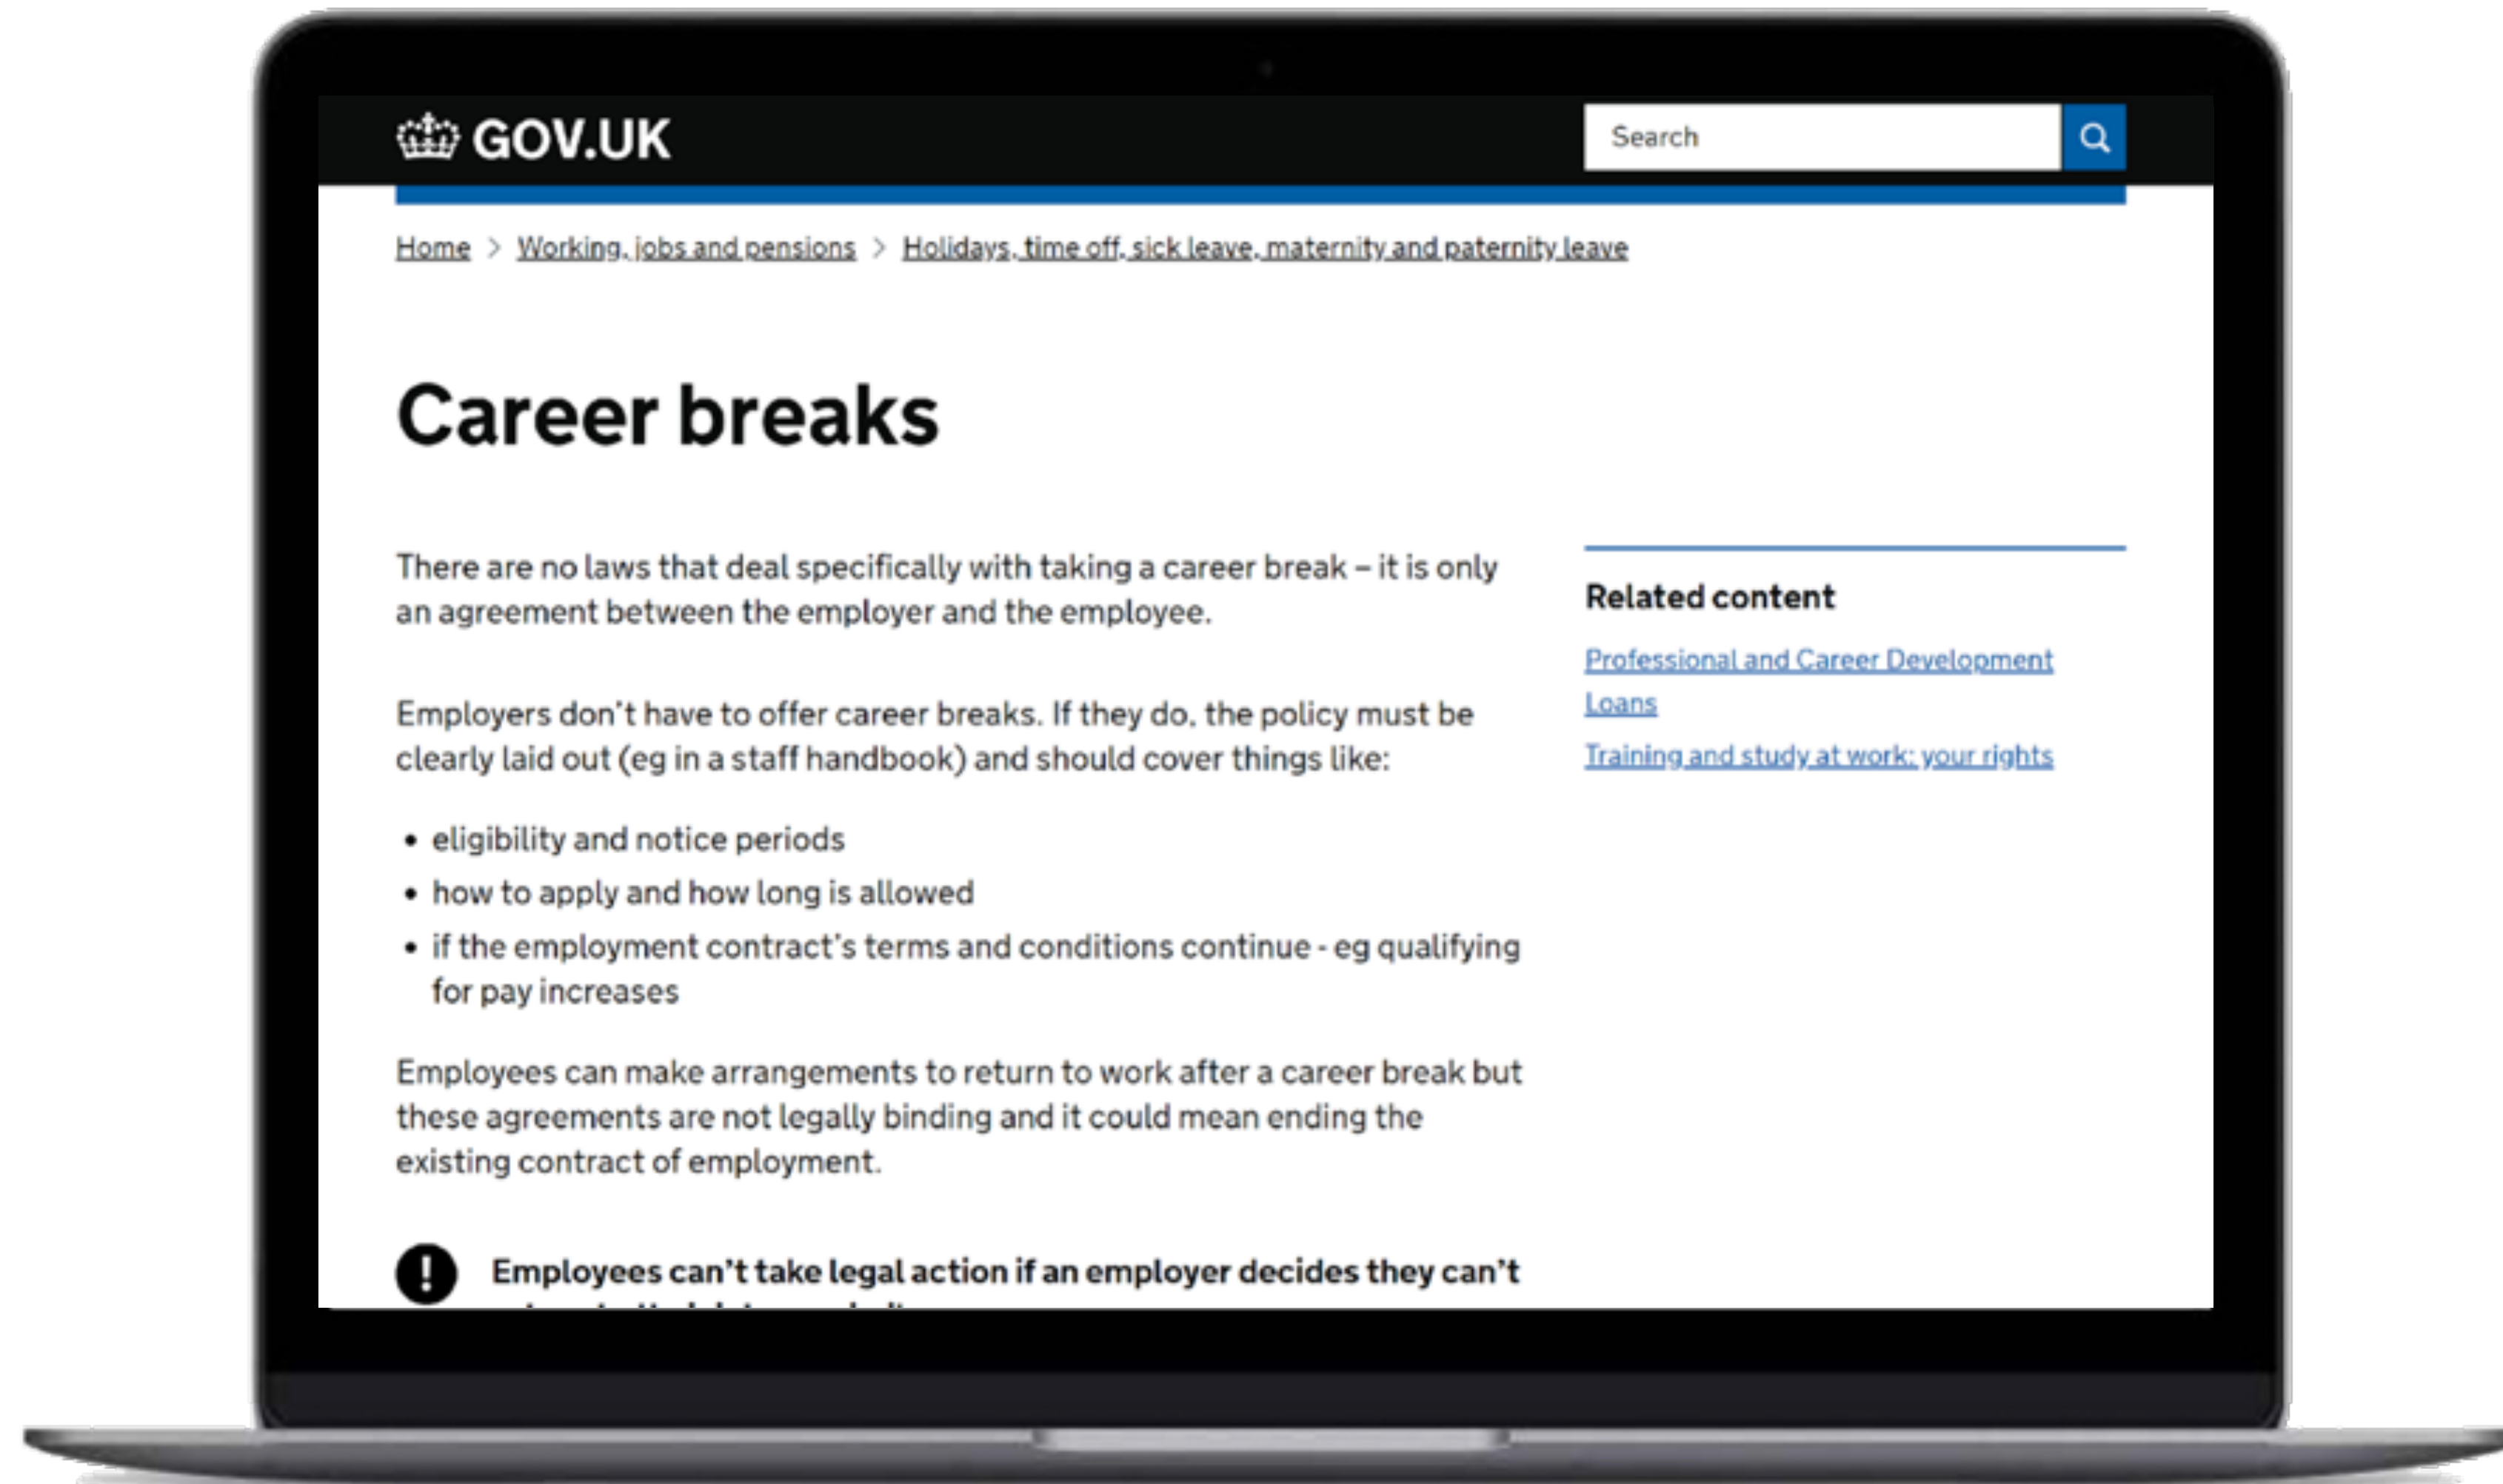 GOV.UK
Search
Home > Working, jobs and pensions > Holidays, time off, sick leave, maternity and paternity leave
Career breaks
There are no laws that deal specifically with taking a career break – it is only
an agreement between the employer and the employee.
Employers don't have to offer career breaks. If they do, the policy must be
clearly laid out (eg in a staff handbook) and should cover things like:
• eligibility and notice periods
• how to apply and how long is allowed
• if the employment contract's terms and conditions continue - eg qualifying
for pay increases
Employees can make arrangements to return to work after a career break but
these agreements are not legally binding and it could mean ending the
existing contract of employment.
Employees can't take legal action if an employer decides they can't
Related content
Professional and Career Development
Loans
Training and study at work: your rights